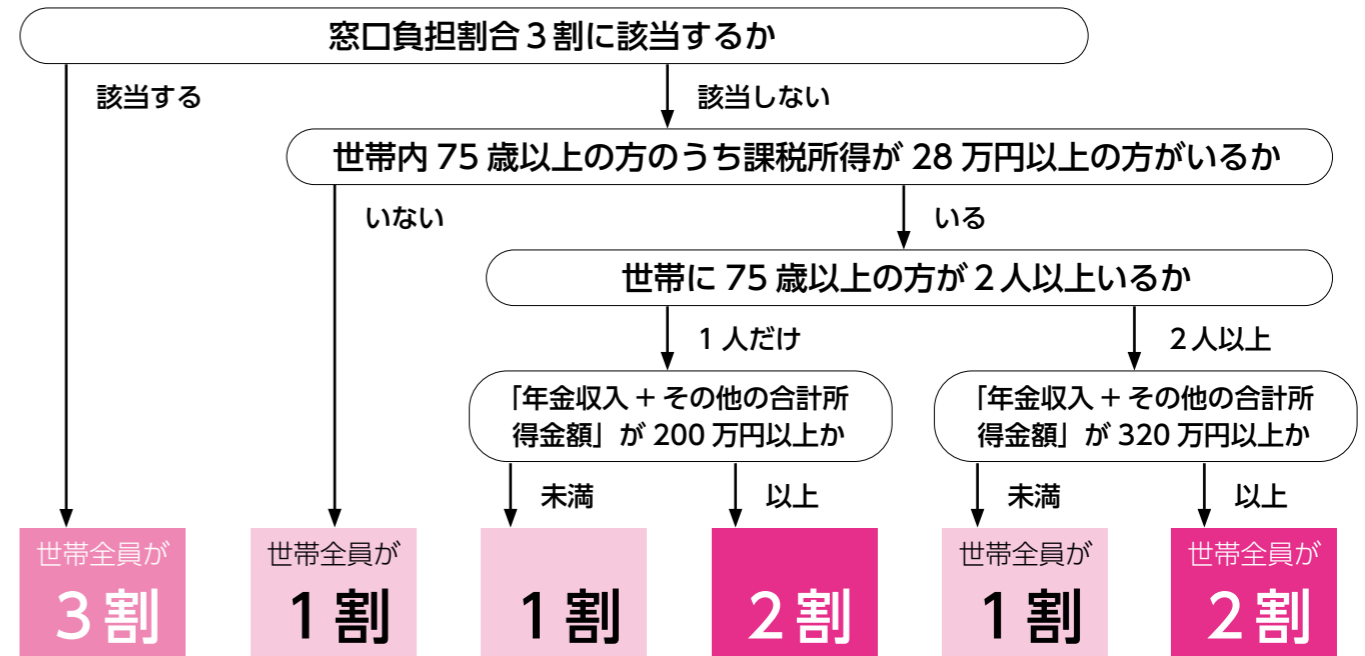 窓口負担割合3割に該当するか
該当する
該当しない
世帯内 75 歳以上の方のうち課税所得が 28 万円以上の方がいるか
いない
いる
世帯に 75 歳以上の方が2人以上いるか
1 人だけ
2人以上
「年金収入 + その他の合計所
得金額」が 200 万円以上か
「年金収入 + その他の合計所
得金額」が 320 万円以上か
未満
以上
未満
以上
世帯全員が
3割
世帯全員が
1割
1割
2割
世帯全員が
1割
世帯全員が
2割